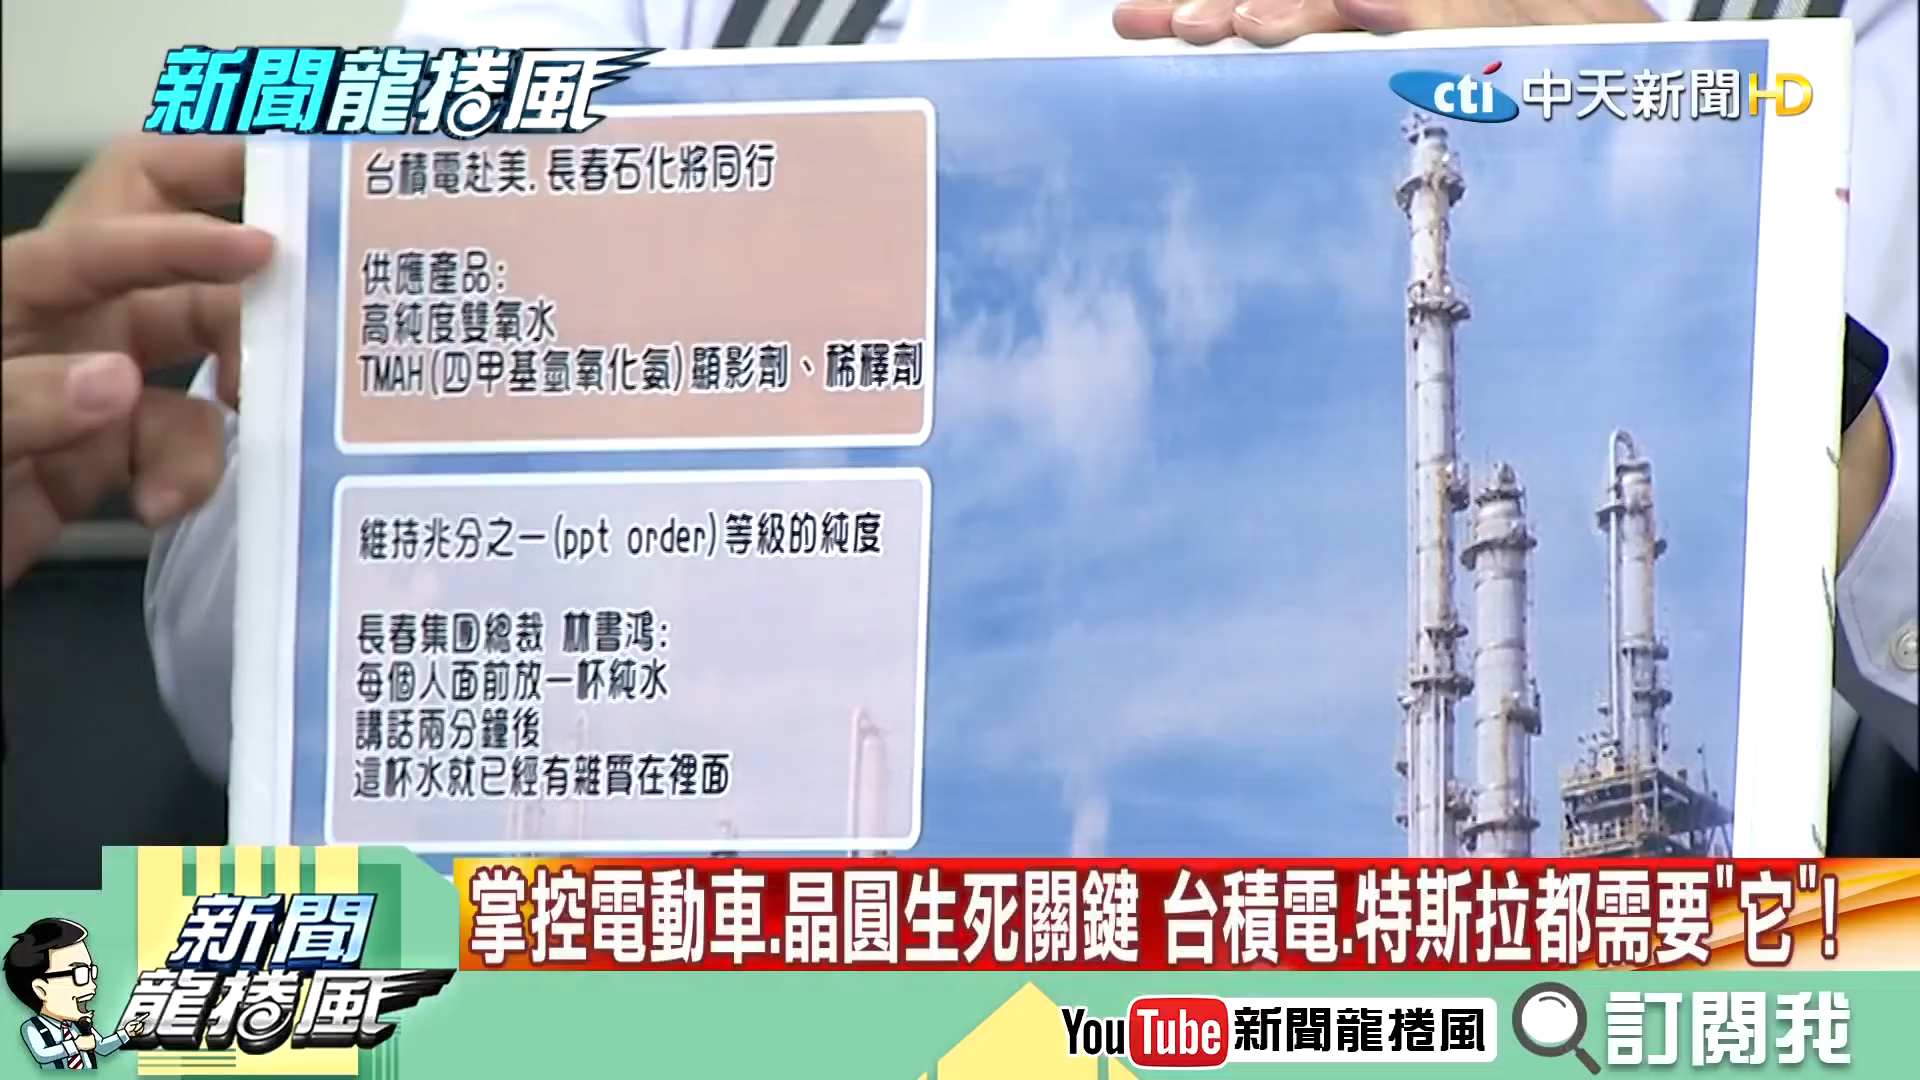 新聞龍捲風
cti 中天新聞HD
台積電赴美.長春石化將同行
供應產品:
高純度雙氧水
TMAH(四甲基氫氧化氨)顯影劑、稀釋劑
維持兆分之一(ppt order)等級的純度
長春集團總裁 林書鴻:
每個人面前放一杯純水
講話兩分鐘後
這杯水就已經有雜質在裡面
掌控電動車.晶圓生死關鍵 台積電.特斯拉都需要"它"!
新聞
龍捲風
YouTube 新聞龍捲風
訂閱我